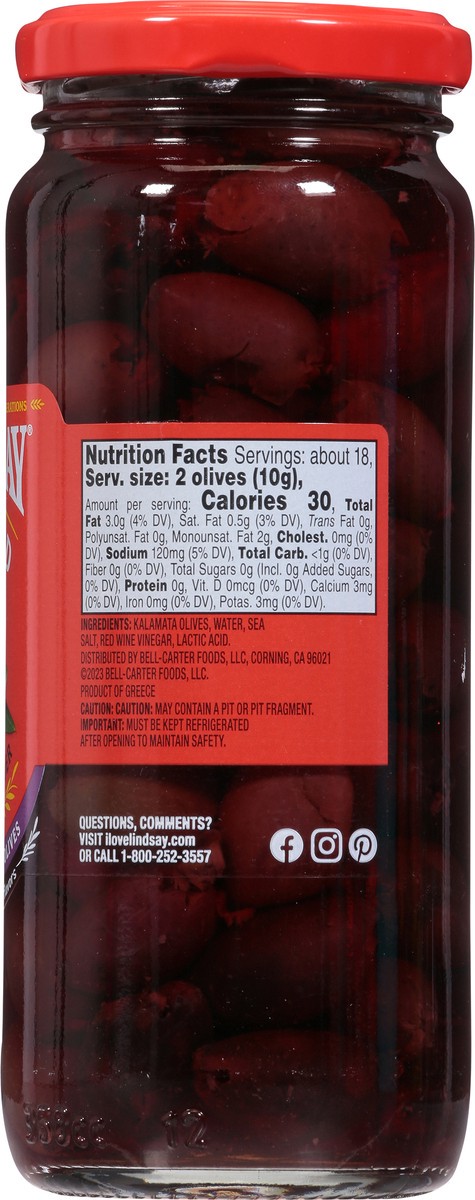 Nutrition Facts Servings: about 18,
Serv. size: 2 olives (10g),
Amount per serving: Calories 30, Total
Fat 3.0g (4% DV), Sat. Fat 0.5g (3% DV), Trans Fat 0g,
Polyunsat. Fat 0g, Monounsat. Fat 2g, Cholest. 0mg (0%
DV), Sodium 120mg (5% DV), Total Carb. <1g (0% DV),
Fiber 0g (0% DV), Total Sugars 0g (Incl. 0g Added Sugars,
0% DV), Protein 0g, Vit. D 0mcg (0% DV), Calcium 3mg
(0% DV), Iron 0mg (0% DV), Potas. 3mg (0% DV).
INGREDIENTS: KALAMATA OLIVES, WATER, SEA
SALT, RED WINE VINEGAR, LACTIC ACID.
DISTRIBUTED BY BELL-CARTER FOODS, LLC, CORNING, CA 96021
©2023 BELL-CARTER FOODS, LLC.
PRODUCT OF GREECE
CAUTION: CAUTION: MAY CONTAIN A PIT OR PIT FRAGMENT.
IMPORTANT: MUST BE KEPT REFRIGERATED
AFTER OPENING TO MAINTAIN SAFETY.
QUESTIONS, COMMENTS?
VISIT ilovelindsay.com
OR CALL 1-800-252-3557
AY®
OLIVES
12